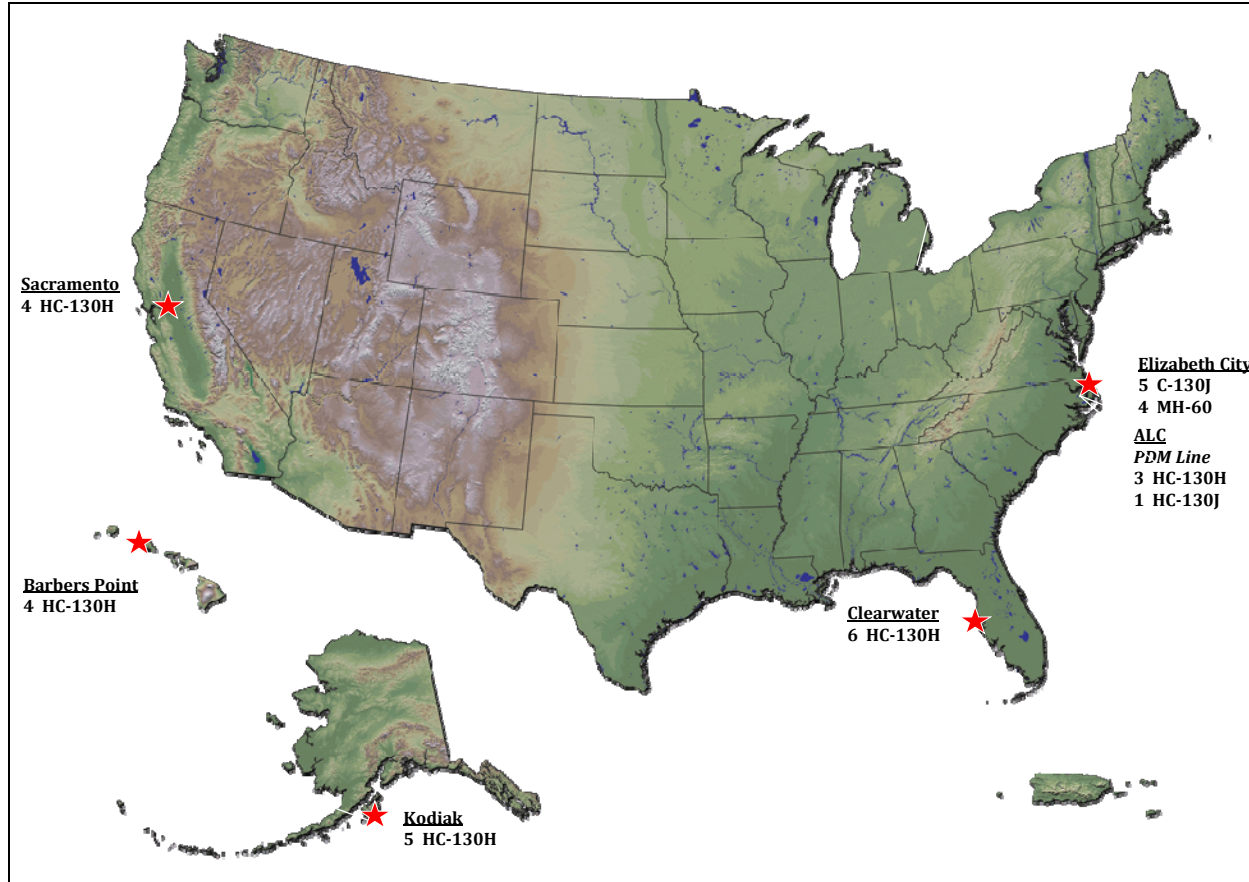 Sacramento
4 HC-130H
Elizabeth City
5 C-130J
4 MH-60
ALC
PDM Line
3 HC-130H
1 HC-130J
Barbers Point
4 HC-130H
Clearwater
6 HC-130H
Kodiak
5 HC-130H